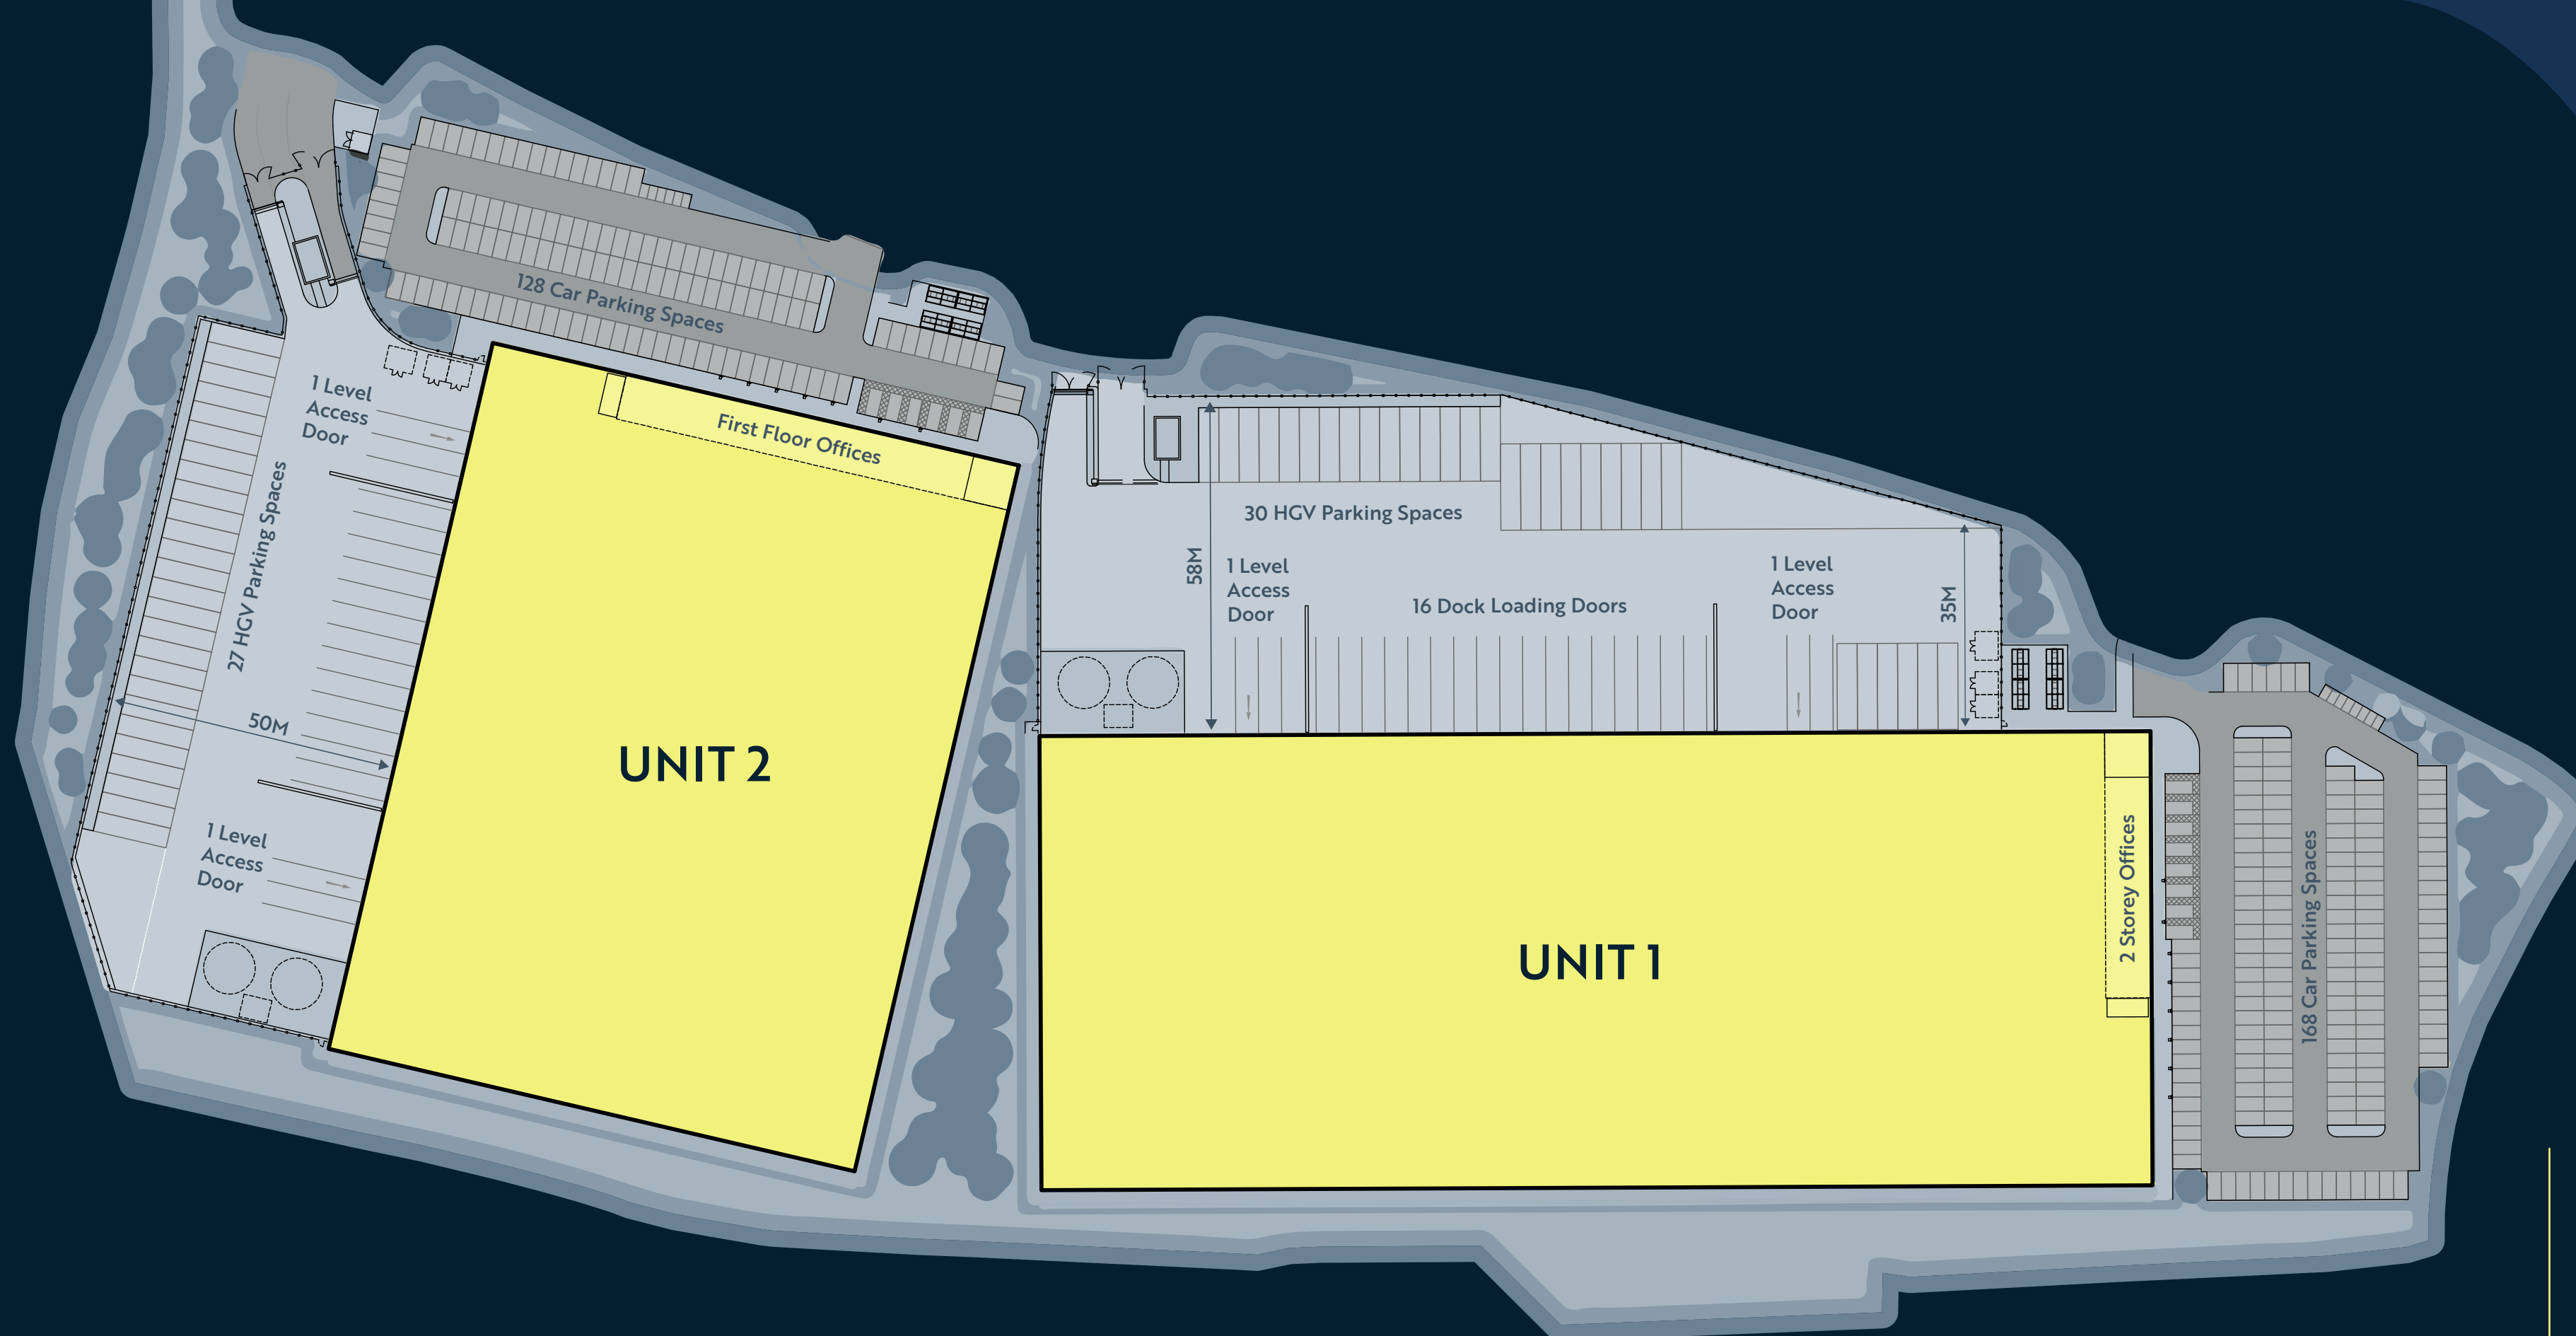 128 Car Parking Spaces
1 Level
Access
Door
First Floor Offices
27 HGV Parking Spaces
50M
UNIT 2
1 Level
Access
Door
30 HGV Parking Spaces
58M
1 Level
Access
Door
16 Dock Loading Doors
1 Level
Access
Door
35M
UNIT 1
2 Storey Offices
168 Car Parking Spaces